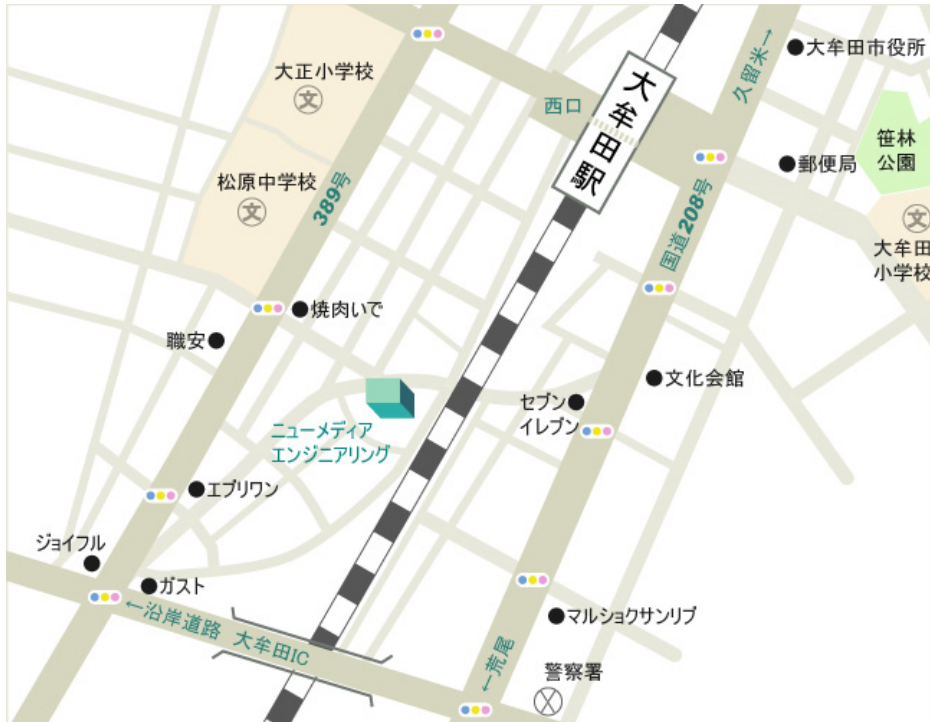 大牟田市役所
久留米→
大正小学校
文
西口
大牟田駅
笹林
公園
郵便局
松原中学校
文
389号
国道208号
文
大牟田
小学校
焼肉いで
職安
文化会館
セブン
イレブン
ニューメディア
エンジニアリング
エブリワン
ジョイフル
ガスト
←沿岸道路 大牟田IC
マルショクサンリブ
←荒尾
警察署